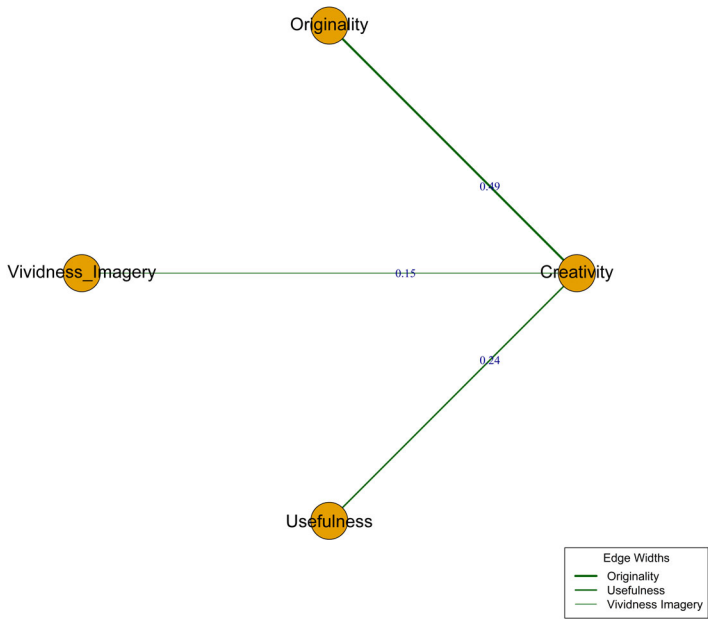 Originality
0.49
Vividness_Imagery
0.15
Creativity
0.24
Usefulness
Edge Widths
Originality
Usefulness
Vividness Imagery